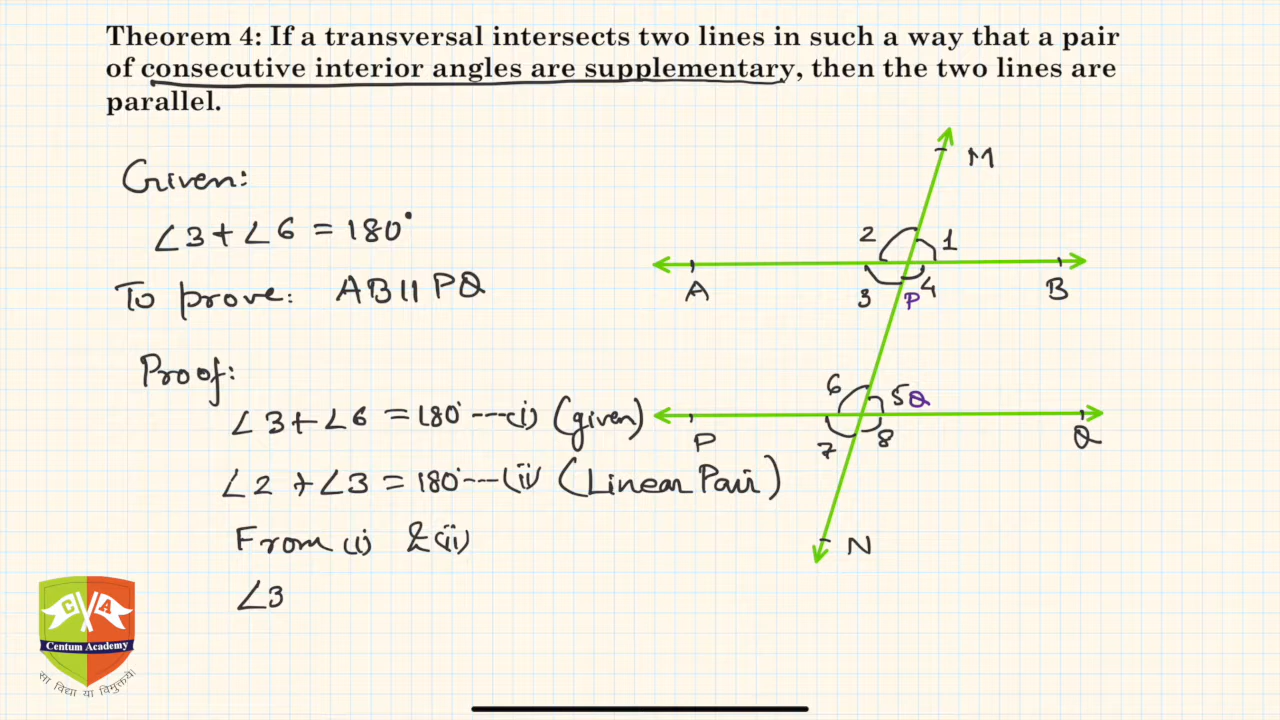 Theorem 4: If a transversal intersects two lines in such a way that a pair
of consecutive interior angles are supplementary, then the two lines are
parallel.
Given:
∠3+∠6 = 180°
To prove: AB || PQ
Proof:
∠3+∠6 = 180° ---(i) (given)
∠2 +∠3 = 180° ---(ii) (Linear Pair)
From (i) & (ii)
∠3
M
2 1
A 3 P 4 B
6 5 Q
P 7 8 Q
N
C A
Centum Academy
सा विद्या या विमुक्तये।